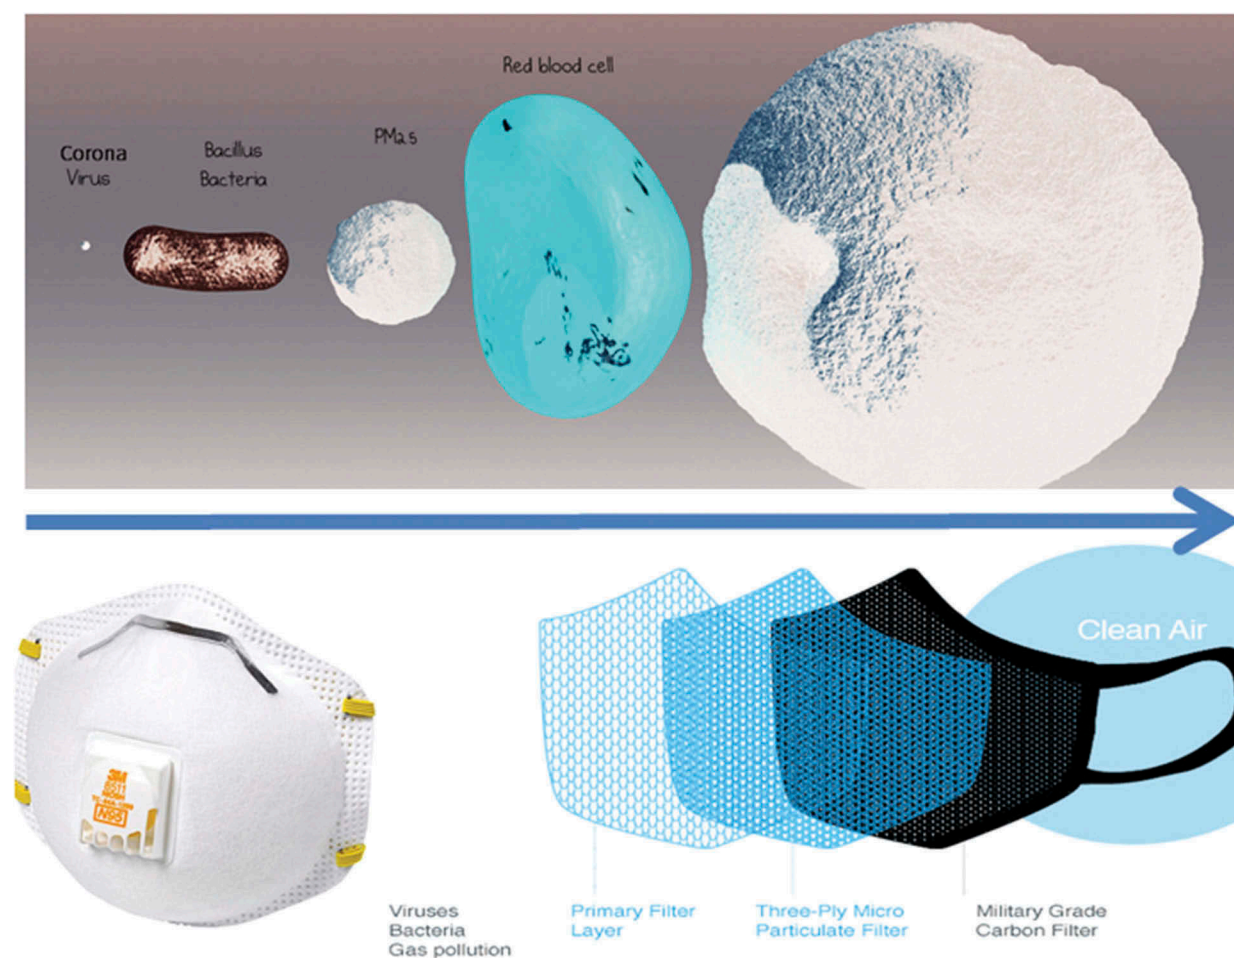 Red blood cell
PM2.5
Corona
Virus
Bacillus
Bacteria
Clean Air
3M
8511
N95
Viruses
Bacteria
Gas pollution
Primary Filter
Layer
Three-Ply Micro
Particulate Filter
Military Grade
Carbon Filter